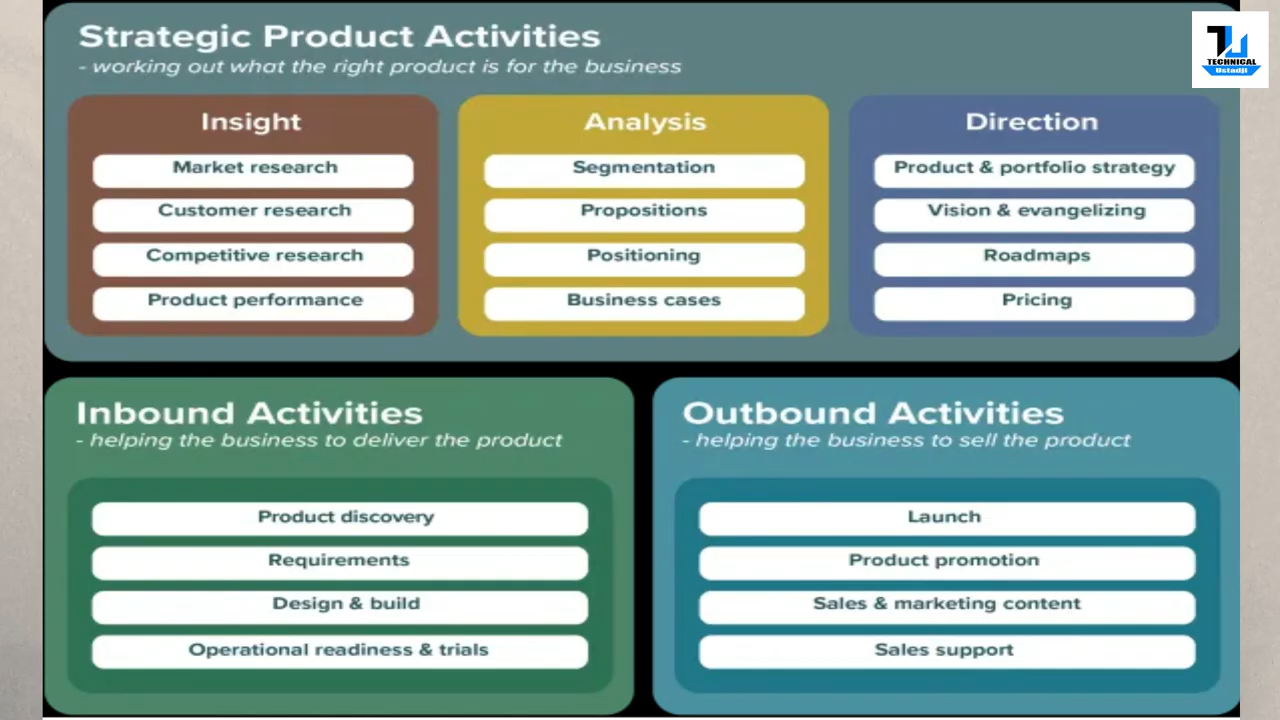 Strategic Product Activities
- working out what the right product is for the business
TECHNICAL
Ustadji
Insight
Market research
Customer research
Competitive research
Product performance
Analysis
Segmentation
Propositions
Positioning
Business cases
Direction
Product & portfolio strategy
Vision & evangelizing
Roadmaps
Pricing
Inbound Activities
- helping the business to deliver the product
Product discovery
Requirements
Design & build
Operational readiness & trials
Outbound Activities
- helping the business to sell the product
Launch
Product promotion
Sales & marketing content
Sales support